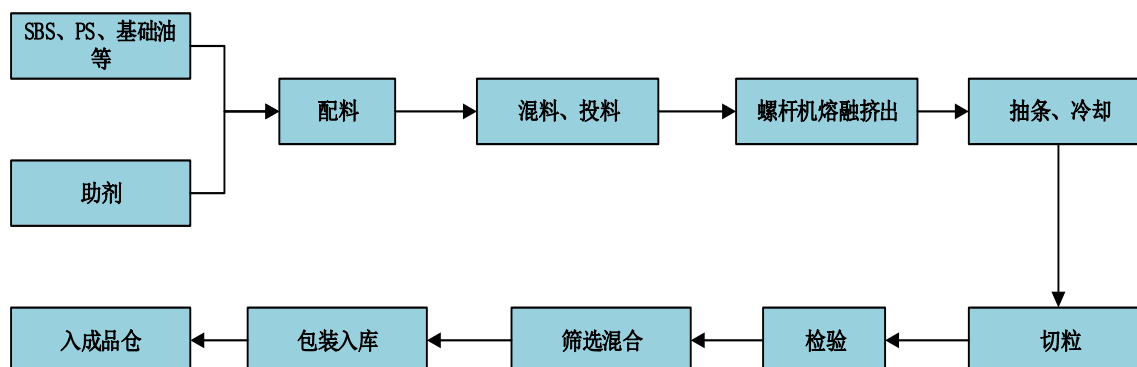 SBS、PS、基础油
等
助剂
配料
混料、投料
螺杆机熔融挤出
抽条、冷却
切粒
检验
筛选混合
包装入库
入成品仓